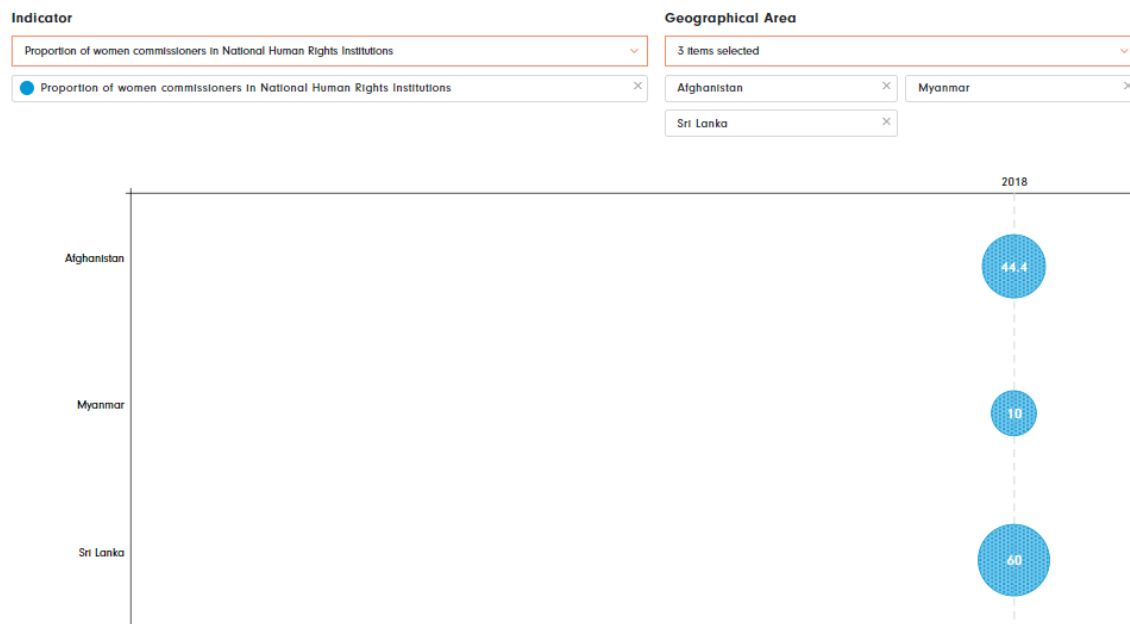 Indicator
Geographical Area
Proportion of women commissioners in National Human Rights Institutions
3 items selected
Proportion of women commissioners in National Human Rights Institutions
Afghanistan
Myanmar
Sri Lanka
2018
Afghanistan
44.4
Myanmar
10
Sri Lanka
60